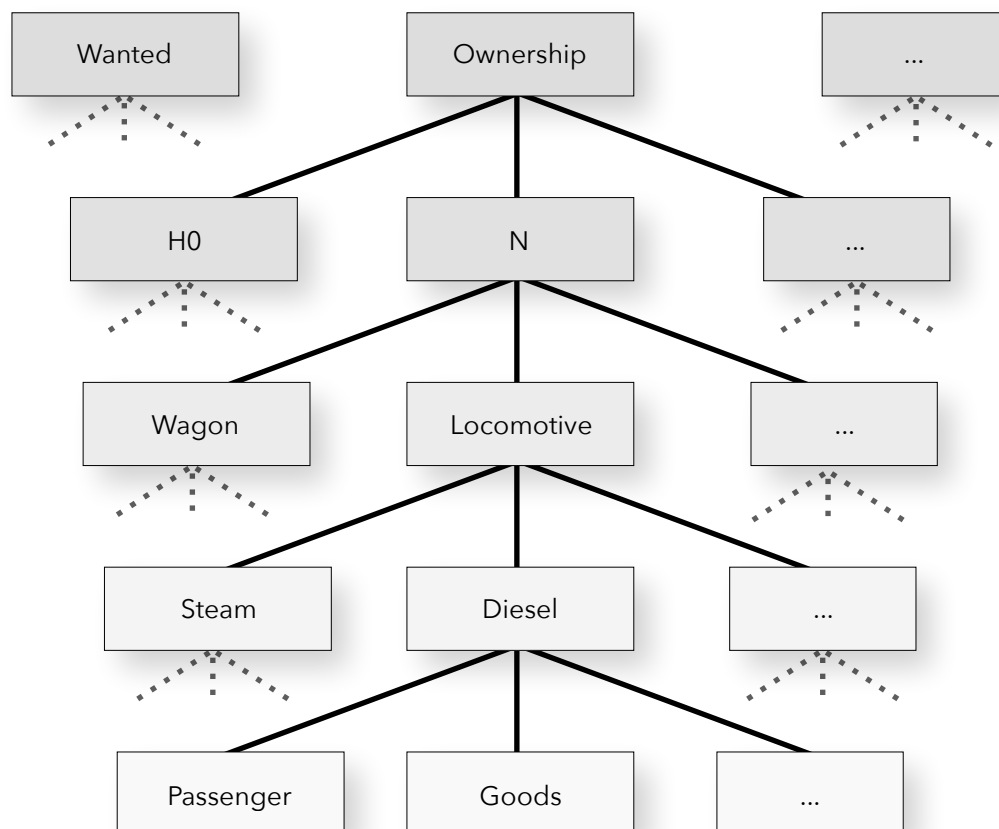 Wanted
Ownership
...
H0
N
...
Wagon
Locomotive
...
Steam
Diesel
...
Passenger
Goods
...